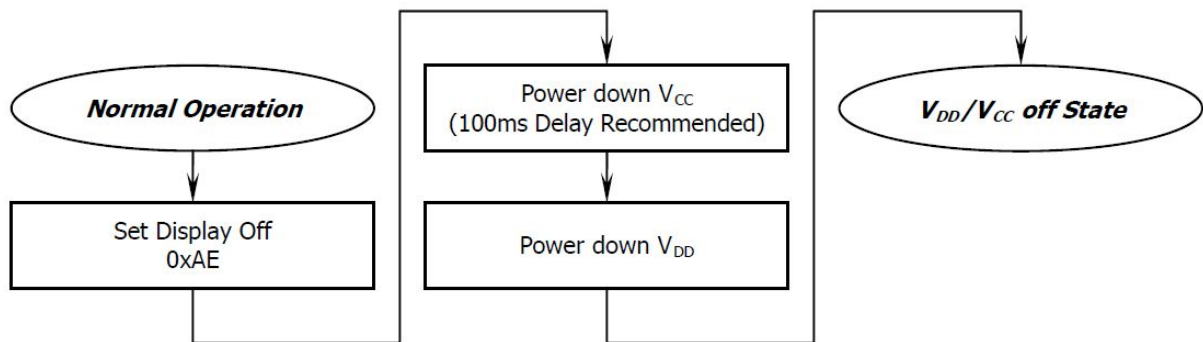 Normal Operation
Set Display Off
0xAE
Power down VCC
(100ms Delay Recommended)
Power down VDD
VDD/VCC off State